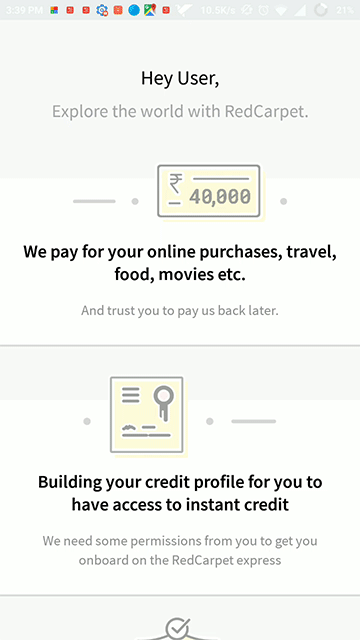 3:39 PM 10.5K/s 21%
Hey User,
Explore the world with RedCarpet.
₹ 40,000
We pay for your online purchases, travel,
food, movies etc.
And trust you to pay us back later.
Building your credit profile for you to
have access to instant credit
We need some permissions from you to get you
onboard on the RedCarpet express